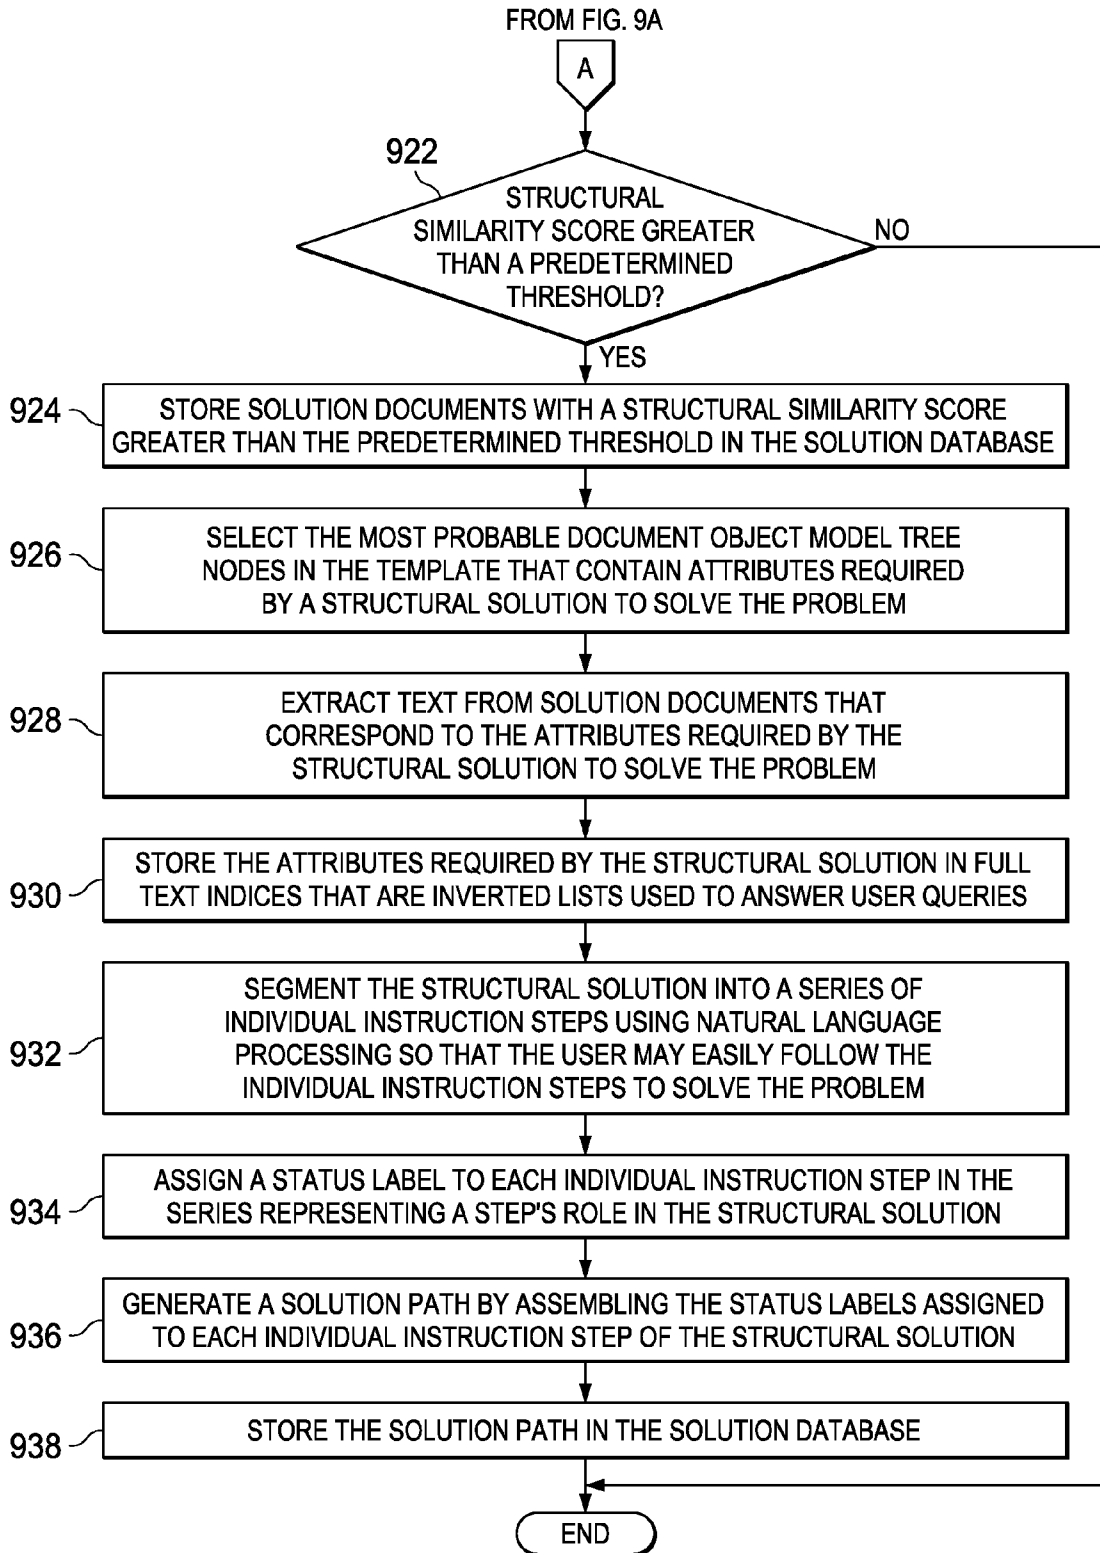 FROM FIG. 9A
A
922
STRUCTURAL
SIMILARITY SCORE GREATER
THAN A PREDETERMINED
THRESHOLD?
NO
YES
924
STORE SOLUTION DOCUMENTS WITH A STRUCTURAL SIMILARITY SCORE
GREATER THAN THE PREDETERMINED THRESHOLD IN THE SOLUTION DATABASE
926
SELECT THE MOST PROBABLE DOCUMENT OBJECT MODEL TREE
NODES IN THE TEMPLATE THAT CONTAIN ATTRIBUTES REQUIRED
BY A STRUCTURAL SOLUTION TO SOLVE THE PROBLEM
928
EXTRACT TEXT FROM SOLUTION DOCUMENTS THAT
CORRESPOND TO THE ATTRIBUTES REQUIRED BY THE
STRUCTURAL SOLUTION TO SOLVE THE PROBLEM
930
STORE THE ATTRIBUTES REQUIRED BY THE STRUCTURAL SOLUTION IN FULL
TEXT INDICES THAT ARE INVERTED LISTS USED TO ANSWER USER QUERIES
932
SEGMENT THE STRUCTURAL SOLUTION INTO A SERIES OF
INDIVIDUAL INSTRUCTION STEPS USING NATURAL LANGUAGE
PROCESSING SO THAT THE USER MAY EASILY FOLLOW THE
INDIVIDUAL INSTRUCTION STEPS TO SOLVE THE PROBLEM
934
ASSIGN A STATUS LABEL TO EACH INDIVIDUAL INSTRUCTION STEP IN THE
SERIES REPRESENTING A STEP'S ROLE IN THE STRUCTURAL SOLUTION
936
GENERATE A SOLUTION PATH BY ASSEMBLING THE STATUS LABELS ASSIGNED
TO EACH INDIVIDUAL INSTRUCTION STEP OF THE STRUCTURAL SOLUTION
938
STORE THE SOLUTION PATH IN THE SOLUTION DATABASE
END